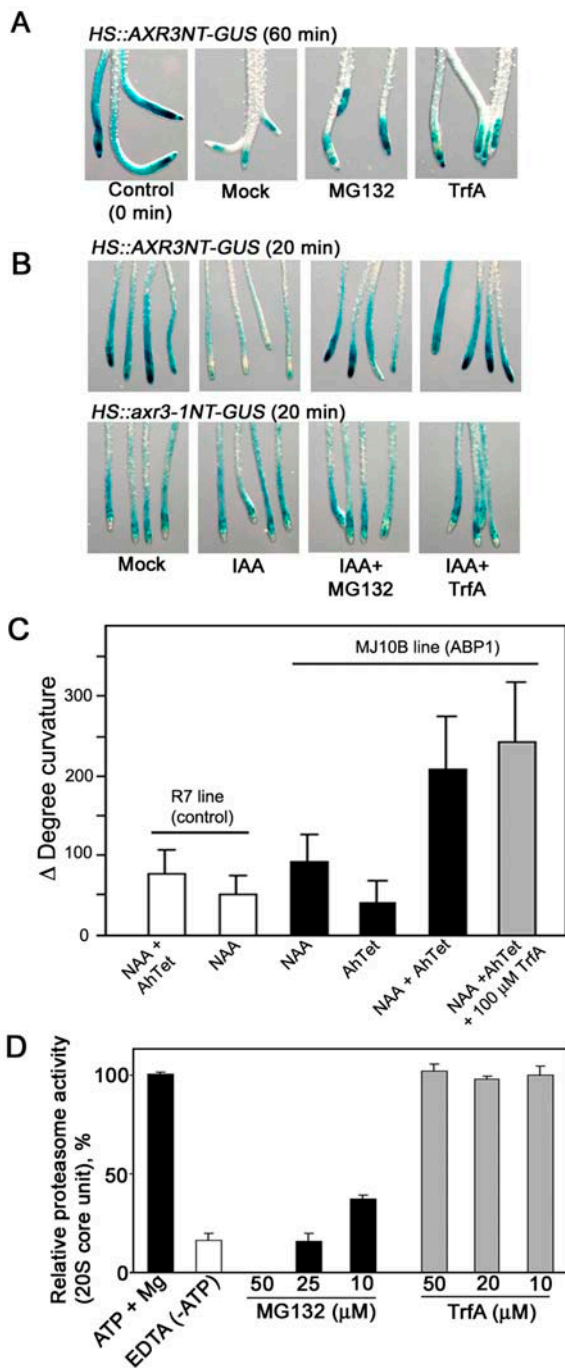 A
HS::AXR3NT-GUS (60 min)
Control
(0 min)
Mock
MG132
TrfA
B
HS::AXR3NT-GUS (20 min)
HS::axr3-1NT-GUS (20 min)
Mock
IAA
IAA+
MG132
IAA+
TrfA
C
Δ Degree curvature
300
200
100
0
R7 line
(control)
MJ10B line (ABP1)
NAA +
AhTet
NAA
NAA
AhTet
NAA + AhTet
NAA +AhTet
+ 100 μM TrfA
D
Relative proteasome activity
(20S core unit), %
100
50
0
ATP + Mg
EDTA (-ATP)
50 25 10
MG132 (μM)
50 20 10
TrfA (μM)